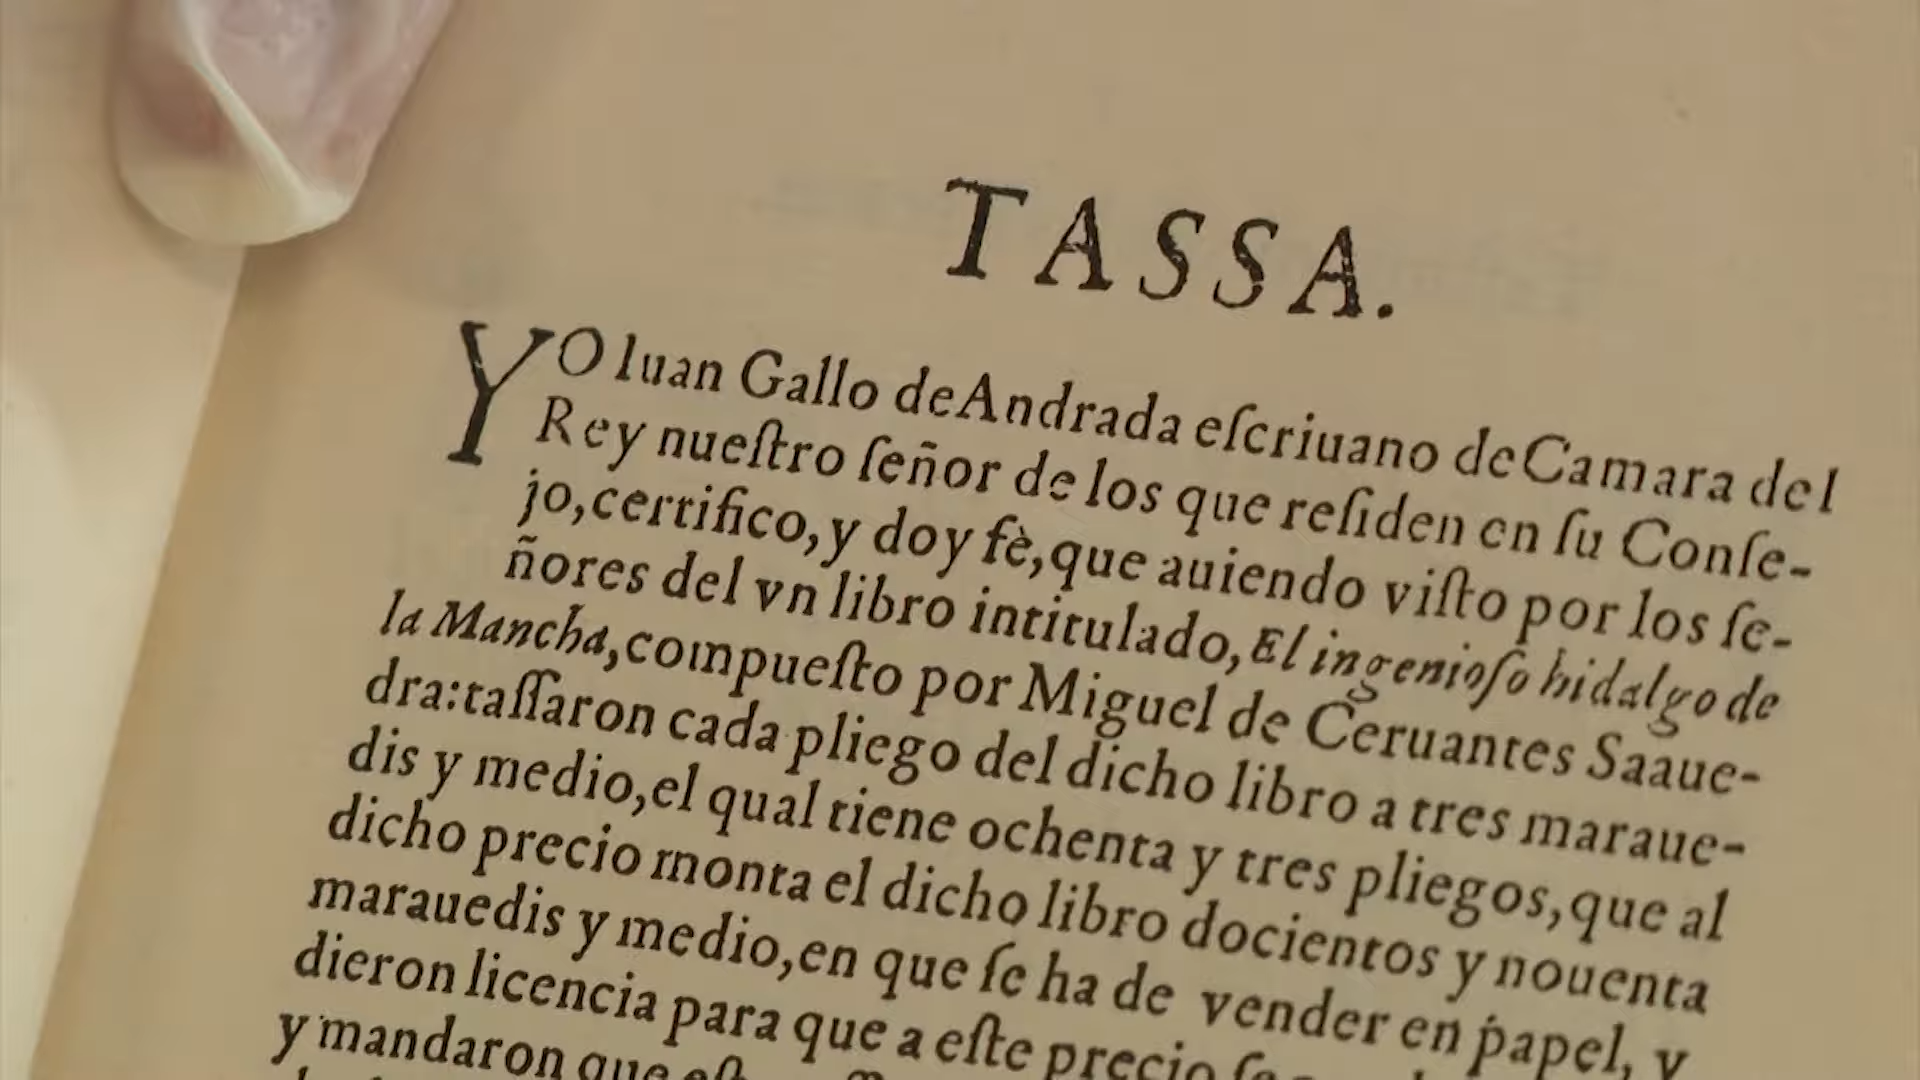 TASSA.
YO Iuan Gallo de Andrada eſcriuano de Camara del
Rey nueſtro ſeñor de los que reſiden en ſu Conſe-
jo, certifico, y doy fè, que auiendo viſto por los ſe-
ñores del vn libro intitulado, El ingenioſo hidalgo de
la Mancha, compueſto por Miguel de Ceruantes Saaue-
dra: taſſaron cada pliego del dicho libro a tres maraue-
dis y medio, el qual tiene ochenta y tres pliegos, que al
dicho precio monta el dicho libro docientos y nouenta
marauedis y medio, en que ſe ha de vender en papel, y
dieron licencia para que a eſte precio
y mandaron que